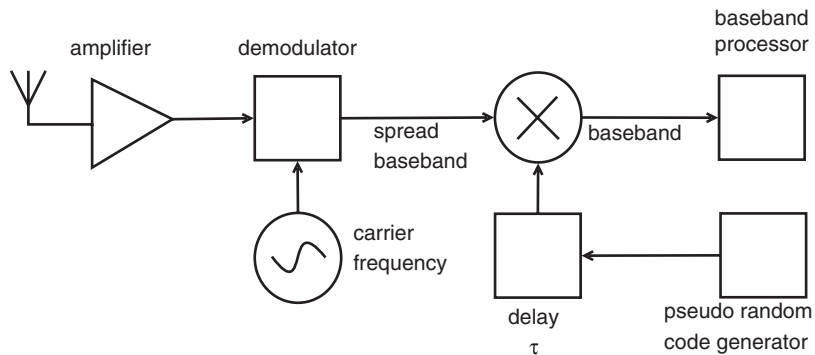 baseband
processor
amplifier
demodulator
spread
baseband
baseband
carrier
frequency
delay
τ
pseudo random
code generator